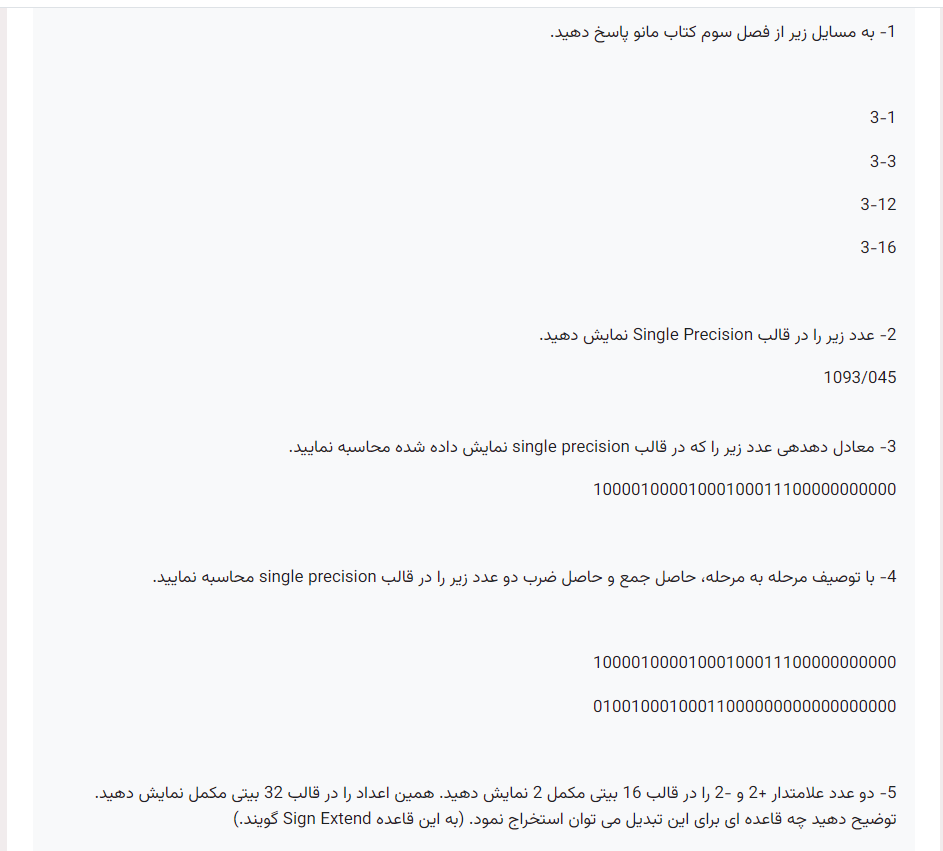 1- به مسایل زیر از فصل سوم کتاب مانو پاسخ دهید.
3-1
3-3
3-12
3-16
2- عدد زیر را در قالب Single Precision نمایش دهید.
1093/045
3- معادل دهدهی عدد زیر را که در قالب single precision نمایش داده شده محاسبه نمایید.
10000100001000100011100000000000
4- با توصیف مرحله به مرحله، حاصل جمع و حاصل ضرب دو عدد زیر را در قالب single precision محاسبه نمایید.
10000100001000100011100000000000
01001000100011000000000000000000
5- دو عدد علامتدار +2 و -2 را در قالب 16 بیتی مکمل 2 نمایش دهید. همین اعداد را در قالب 32 بیتی مکمل نمایش دهید.
توضیح دهید چه قاعده ای برای این تبدیل می توان استخراج نمود. (به این قاعده Sign Extend گویند.)